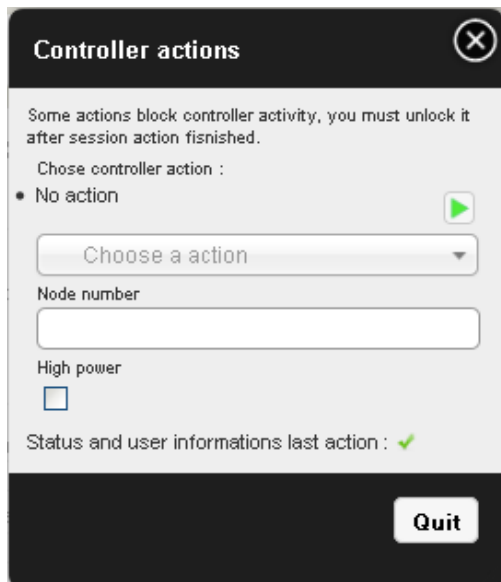 Controller actions
Some actions block controller activity, you must unlock it
after session action fisnished.
Chose controller action :
• No action
Choose a action
Node number
High power
Status and user informations last action :
Quit